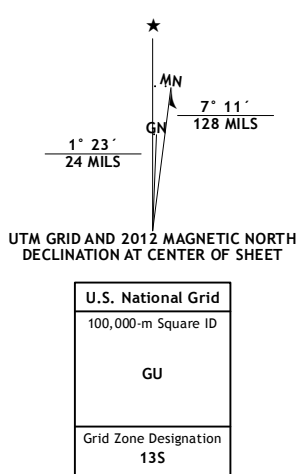 ★
MN
GN
7° 11´
128 MILS
1° 23´
24 MILS
UTM GRID AND 2012 MAGNETIC NORTH
DECLINATION AT CENTER OF SHEET
U.S. National Grid
100,000-m Square ID
GU
Grid Zone Designation
13S